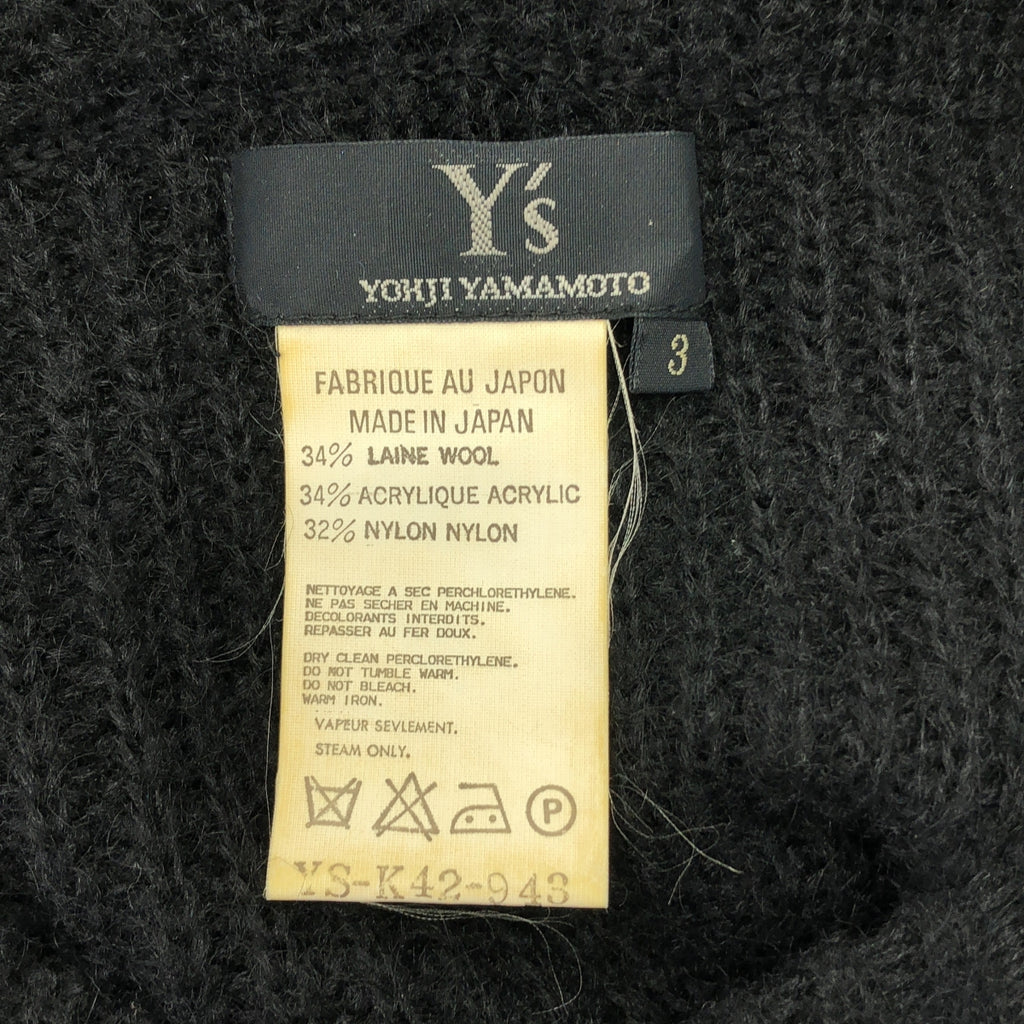 Y's
YOHJI YAMAMOTO
3
FABRIQUE AU JAPON
MADE IN JAPAN
34% LAINE WOOL
34% ACRYLIQUE ACRYLIC
32% NYLON NYLON
NETTOYAGE A SEC PERCHLORETHYLENE.
NE PAS SECHER EN MACHINE.
DECOLORANTS INTERDITS.
REPASSER AU FER DOUX.
DRY CLEAN PERCLORETHYLENE.
DO NOT TUMBLE WARM.
DO NOT BLEACH.
WARM IRON.
VAPEUR SEVLEMENT.
STEAM ONLY.
P
YS-K42-943